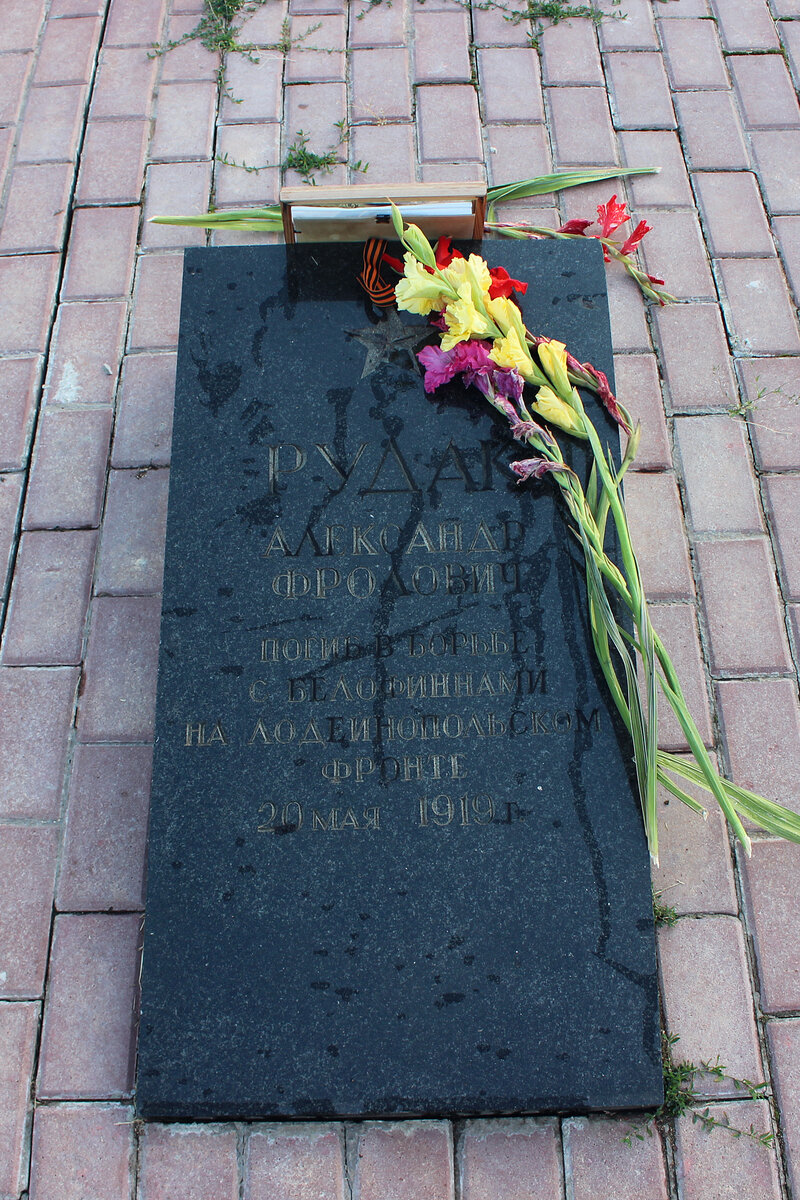 РУДАК
АЛЕКСАНДР
ФРОЛОВИЧ
ПОГИБ В БОРЬБЕ
С БЕЛОФИННАМИ
НА ЛОДЕЙНОПОЛЬСКОМ
ФРОНТЕ
20 МАЯ 1919 Г.